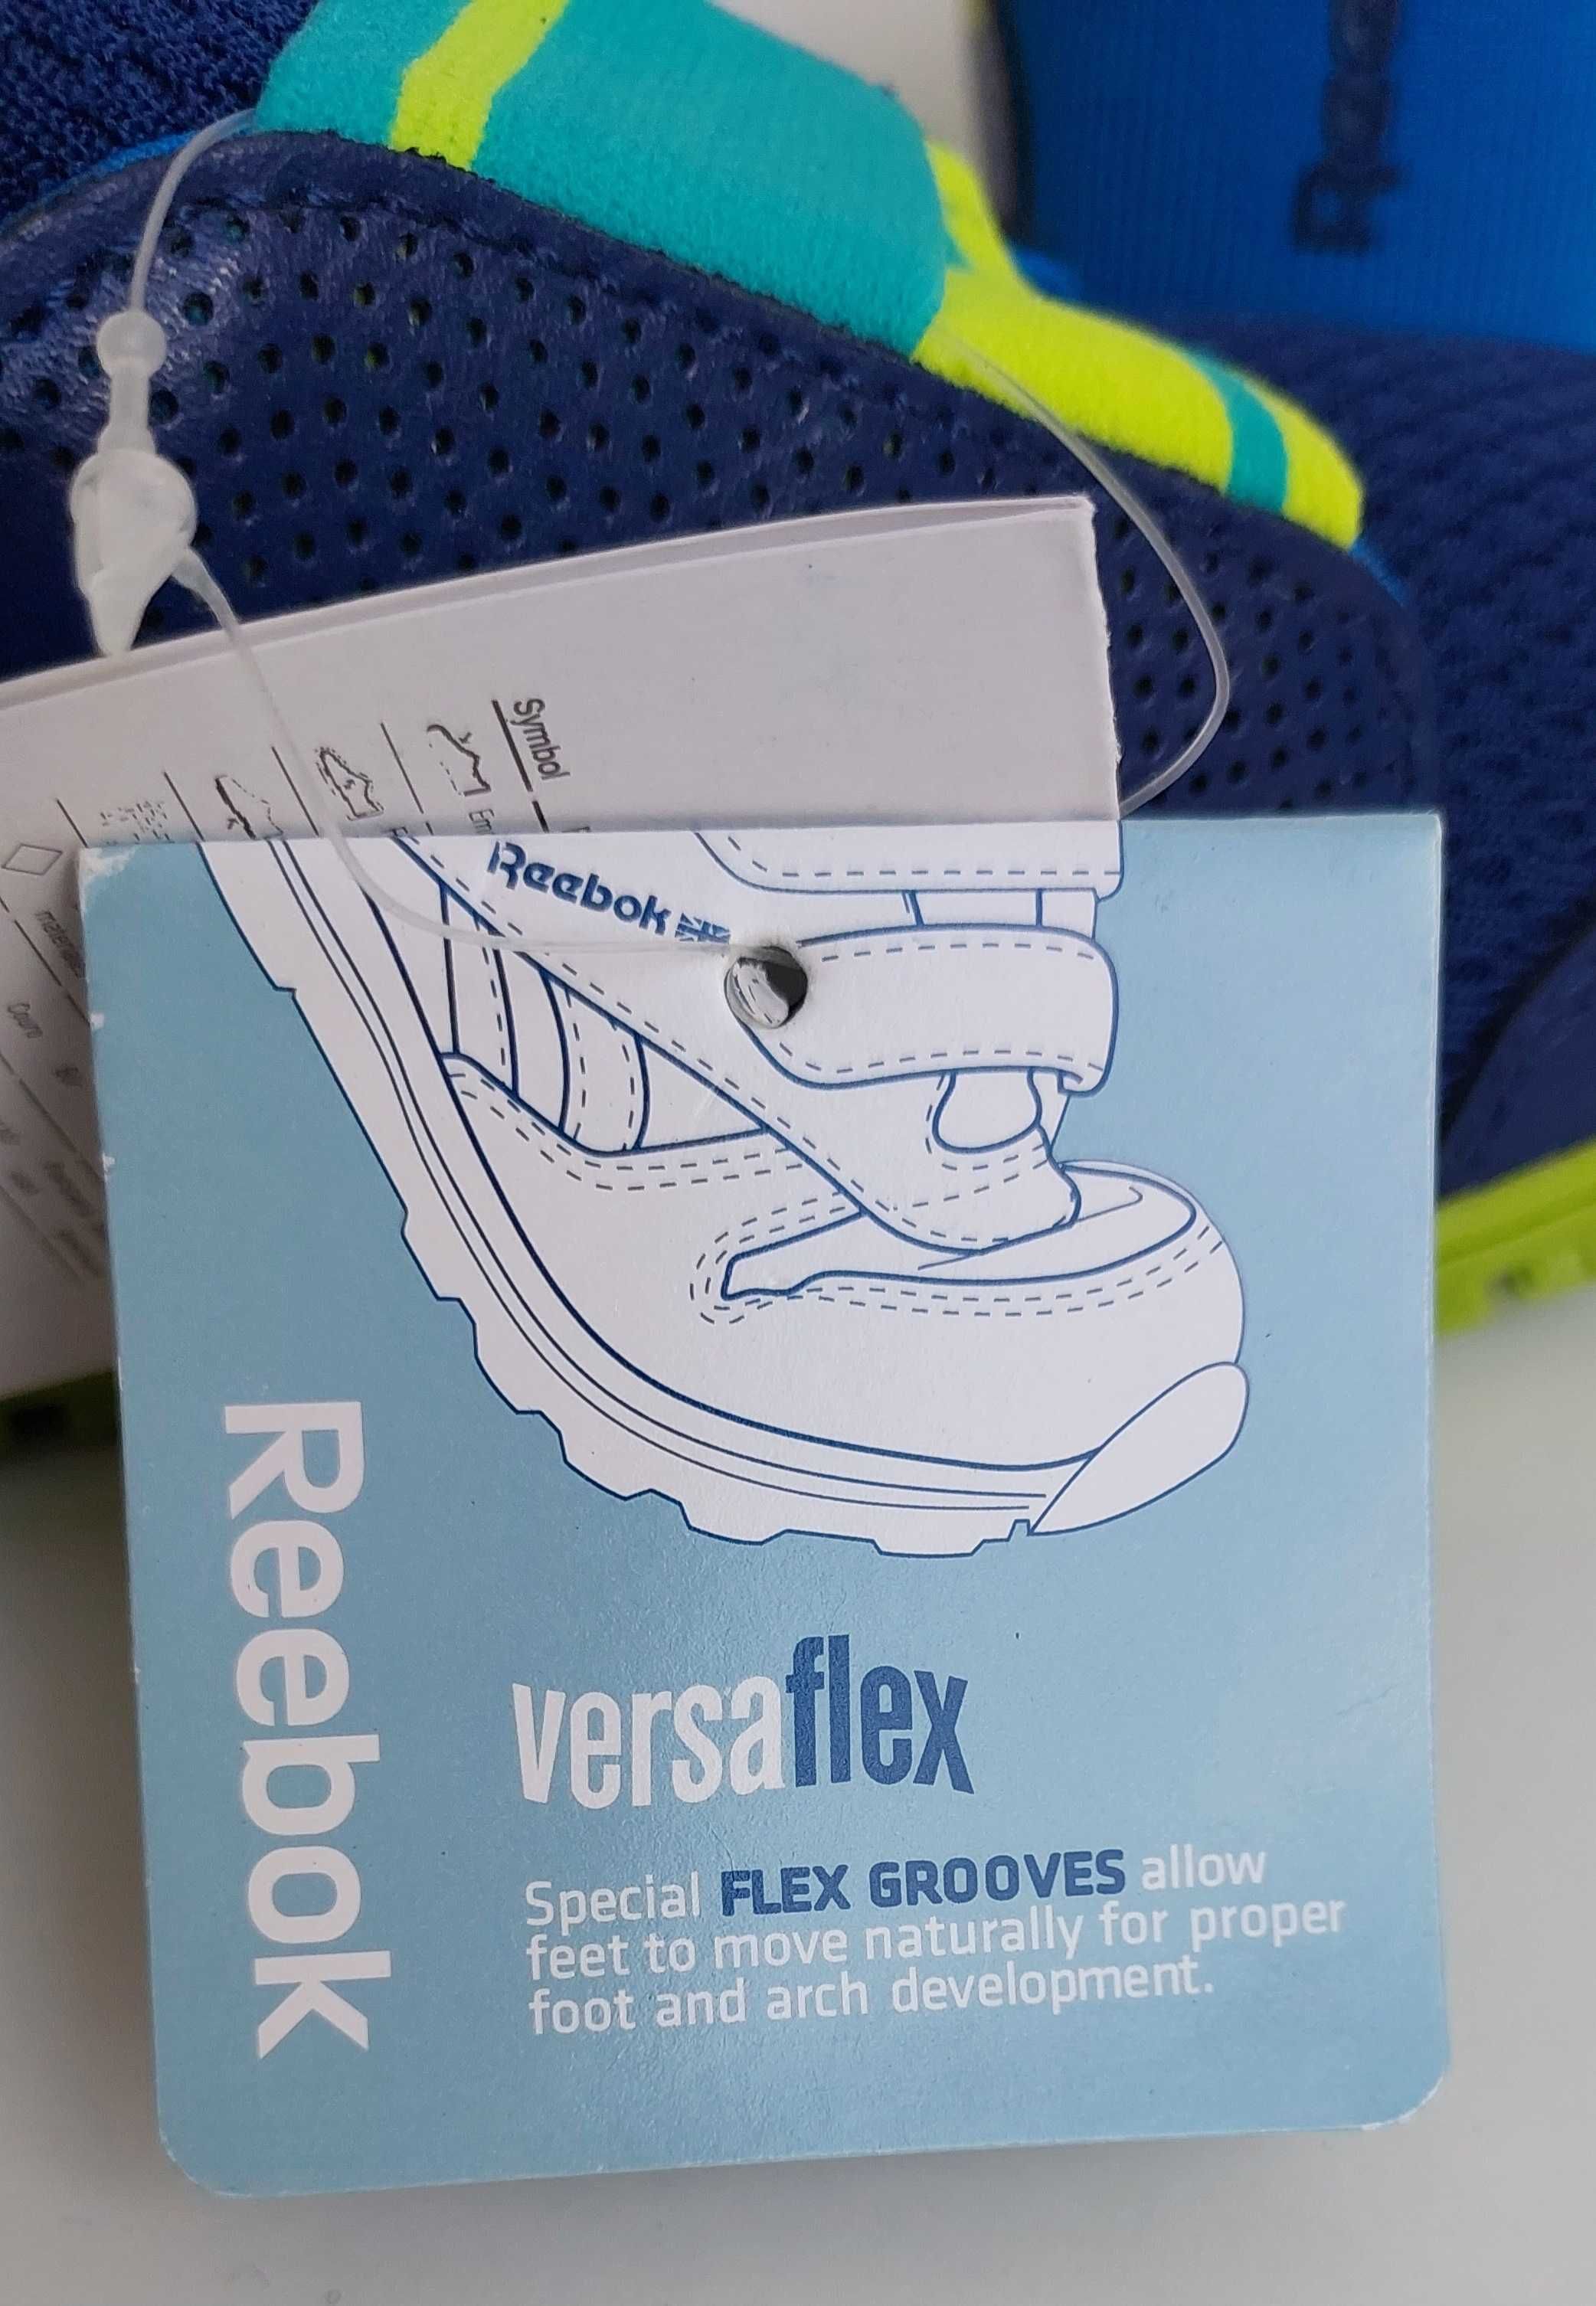 Symbol
Reebok
Reebok
versaflex
Special FLEX GROOVES allow
feet to move naturally for proper
foot and arch development.